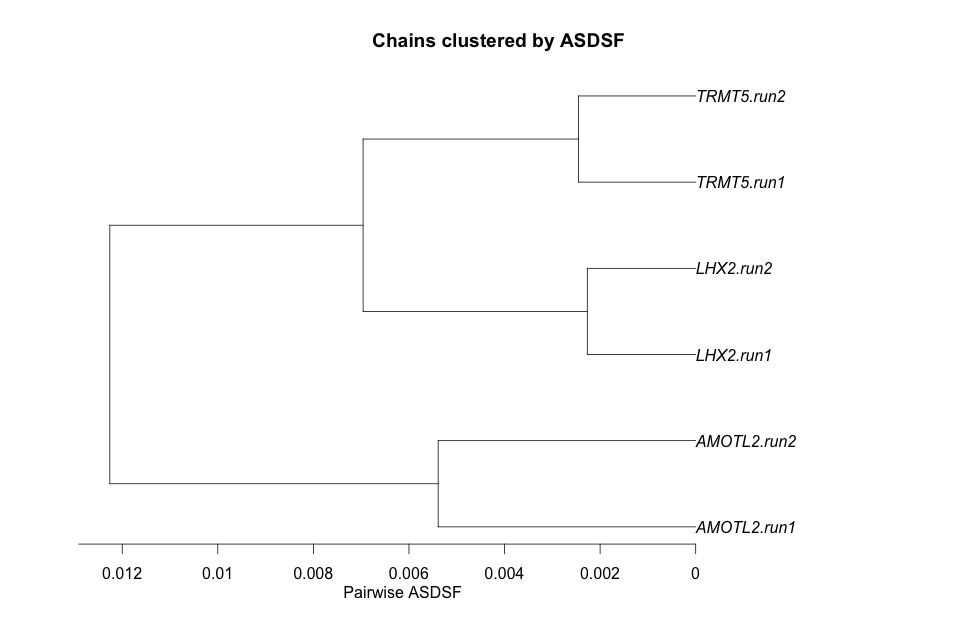 Chains clustered by ASDSF
TRMT5.run2
TRMT5.run1
LHX2.run2
LHX2.run1
AMOTL2.run2
AMOTL2.run1
0.012 0.01 0.008 0.006 0.004 0.002 0
Pairwise ASDSF